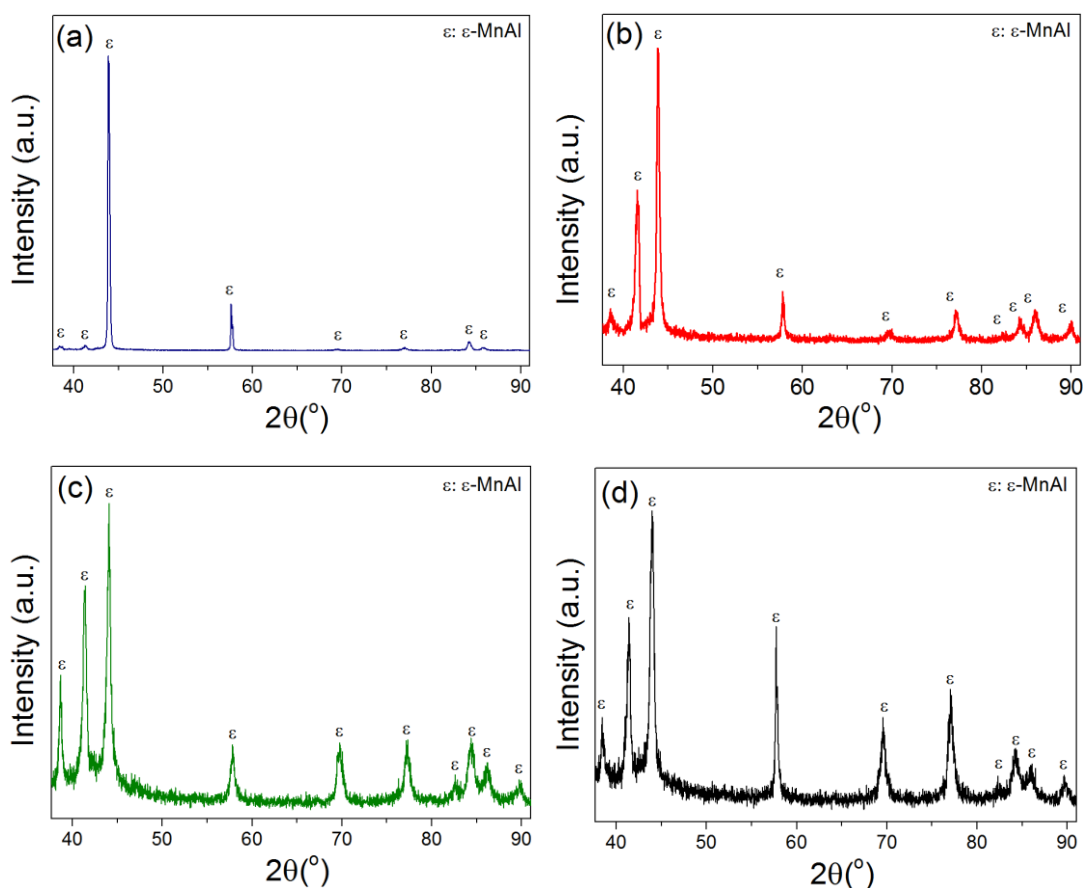 (a)
ε: ε-MnAl
ε
ε
ε
ε
ε
ε
ε
ε
Intensity (a.u.)
40 50 60 70 80 90
2θ(°)
(b)
ε: ε-MnAl
ε
ε
ε
ε
ε
ε
ε
ε
ε
ε
Intensity (a.u.)
40 50 60 70 80 90
2θ(°)
(c)
ε: ε-MnAl
ε
ε
ε
ε
ε
ε
ε
ε
ε
ε
Intensity (a.u.)
40 50 60 70 80 90
2θ(°)
(d)
ε: ε-MnAl
ε
ε
ε
ε
ε
ε
ε
ε
ε
ε
Intensity (a.u.)
40 50 60 70 80 90
2θ(°)